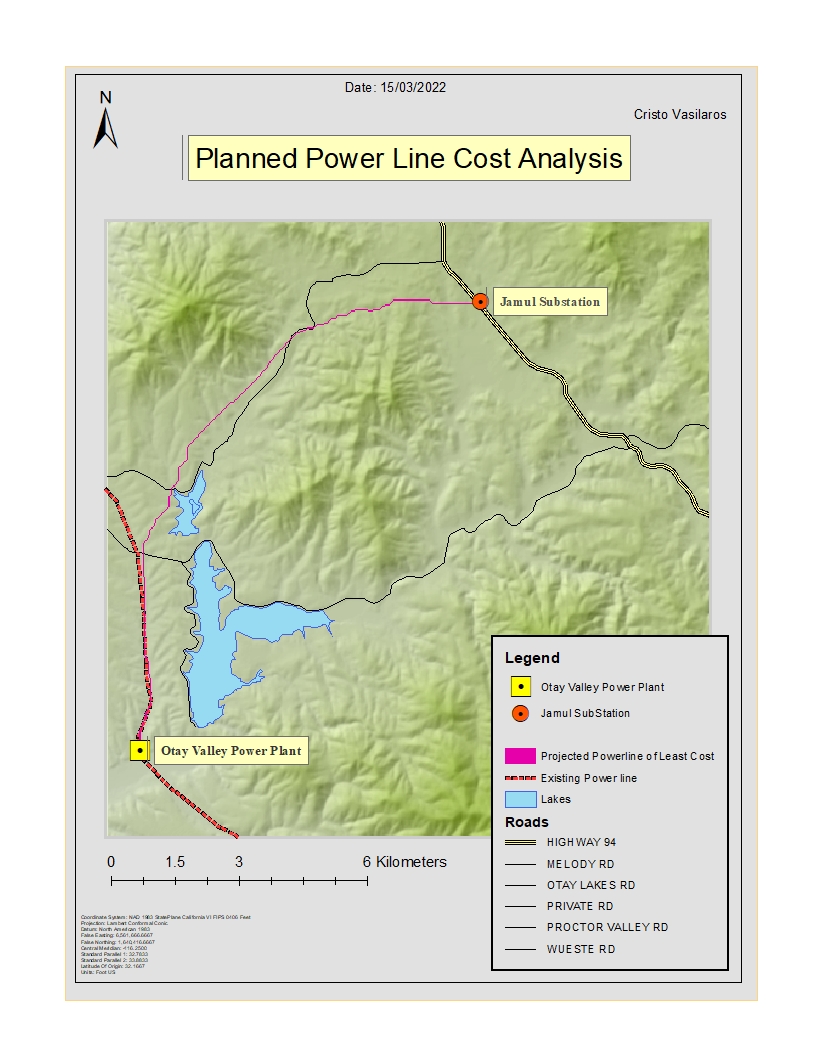 Date: 15/03/2022
N
Cristo Vasilaros
Planned Power Line Cost Analysis
Jamul Substation
Otay Valley Power Plant
Legend
Otay Valley Power Plant
Jamul SubStation
Projected Powerline of Least Cost
Existing Power line
Lakes
Roads
HIGHWAY 94
MELODY RD
OTAY LAKES RD
PRIVATE RD
PROCTOR VALLEY RD
WUESTE RD
0 1.5 3 6 Kilometers
Coordinate System: NAD 1983 StatePlane California VI FIPS 0406 Feet
Projection: Lambert Conformal Conic
Datum: North American 1983
False Easting: 6,561,666.6667
False Northing: 1,640,416.6667
Central Meridian: -116.2500
Standard Parallel 1: 32.7833
Standard Parallel 2: 33.8833
Latitude Of Origin: 32.1667
Units: Foot US